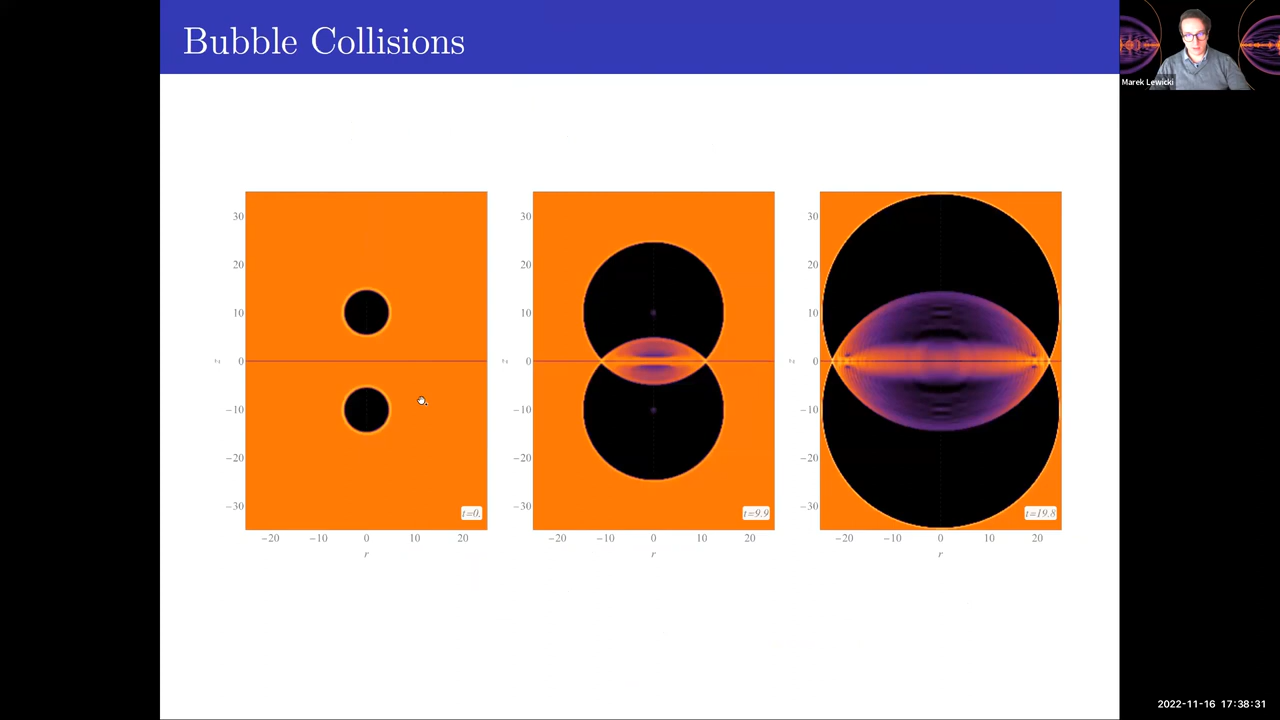 Bubble Collisions
Marek Lewicki
30
20
10
0
−10
−20
−30
z
t=0.
−20 −10 0 10 20
r
30
20
10
0
−10
−20
−30
z
t=9.9
−20 −10 0 10 20
r
30
20
10
0
−10
−20
−30
z
t=19.8
−20 −10 0 10 20
r
2022-11-16 17:38:31